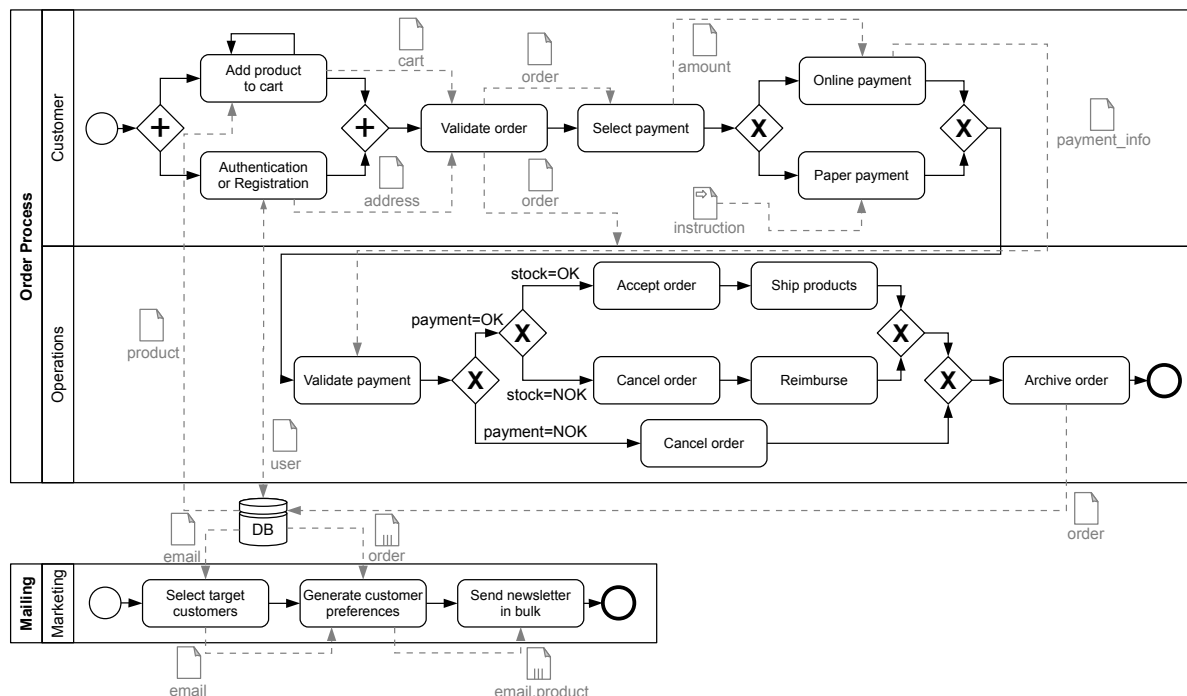 Order Process
Customer
Add product
to cart
cart
Authentication
or Registration
address
Validate order
order
order
Select payment
amount
X
Online payment
Paper payment
instruction
X
payment_info
Operations
product
user
Validate payment
X
payment=OK
payment=NOK
X
stock=OK
stock=NOK
Accept order
Ship products
Cancel order
Reimburse
Cancel order
X
X
Archive order
order
DB
email
order
Mailing
Marketing
Select target
customers
Generate customer
preferences
Send newsletter
in bulk
email
email,product